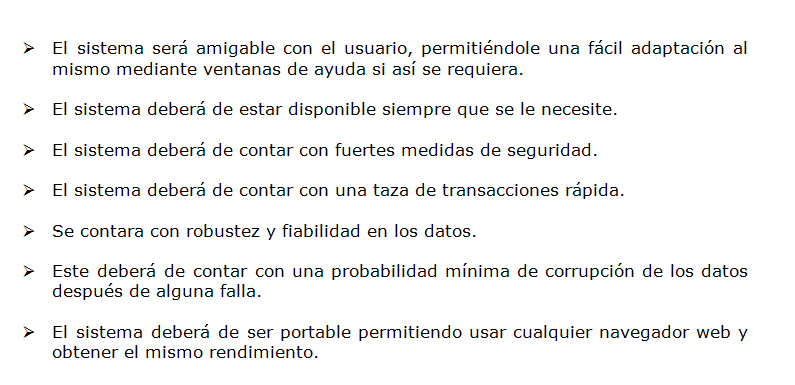 ➢ El sistema será amigable con el usuario, permitiéndole una fácil adaptación al
mismo mediante ventanas de ayuda si así se requiera.
➢ El sistema deberá de estar disponible siempre que se le necesite.
➢ El sistema deberá de contar con fuertes medidas de seguridad.
➢ El sistema deberá de contar con una taza de transacciones rápida.
➢ Se contara con robustez y fiabilidad en los datos.
➢ Este deberá de contar con una probabilidad mínima de corrupción de los datos
después de alguna falla.
➢ El sistema deberá de ser portable permitiendo usar cualquier navegador web y
obtener el mismo rendimiento.